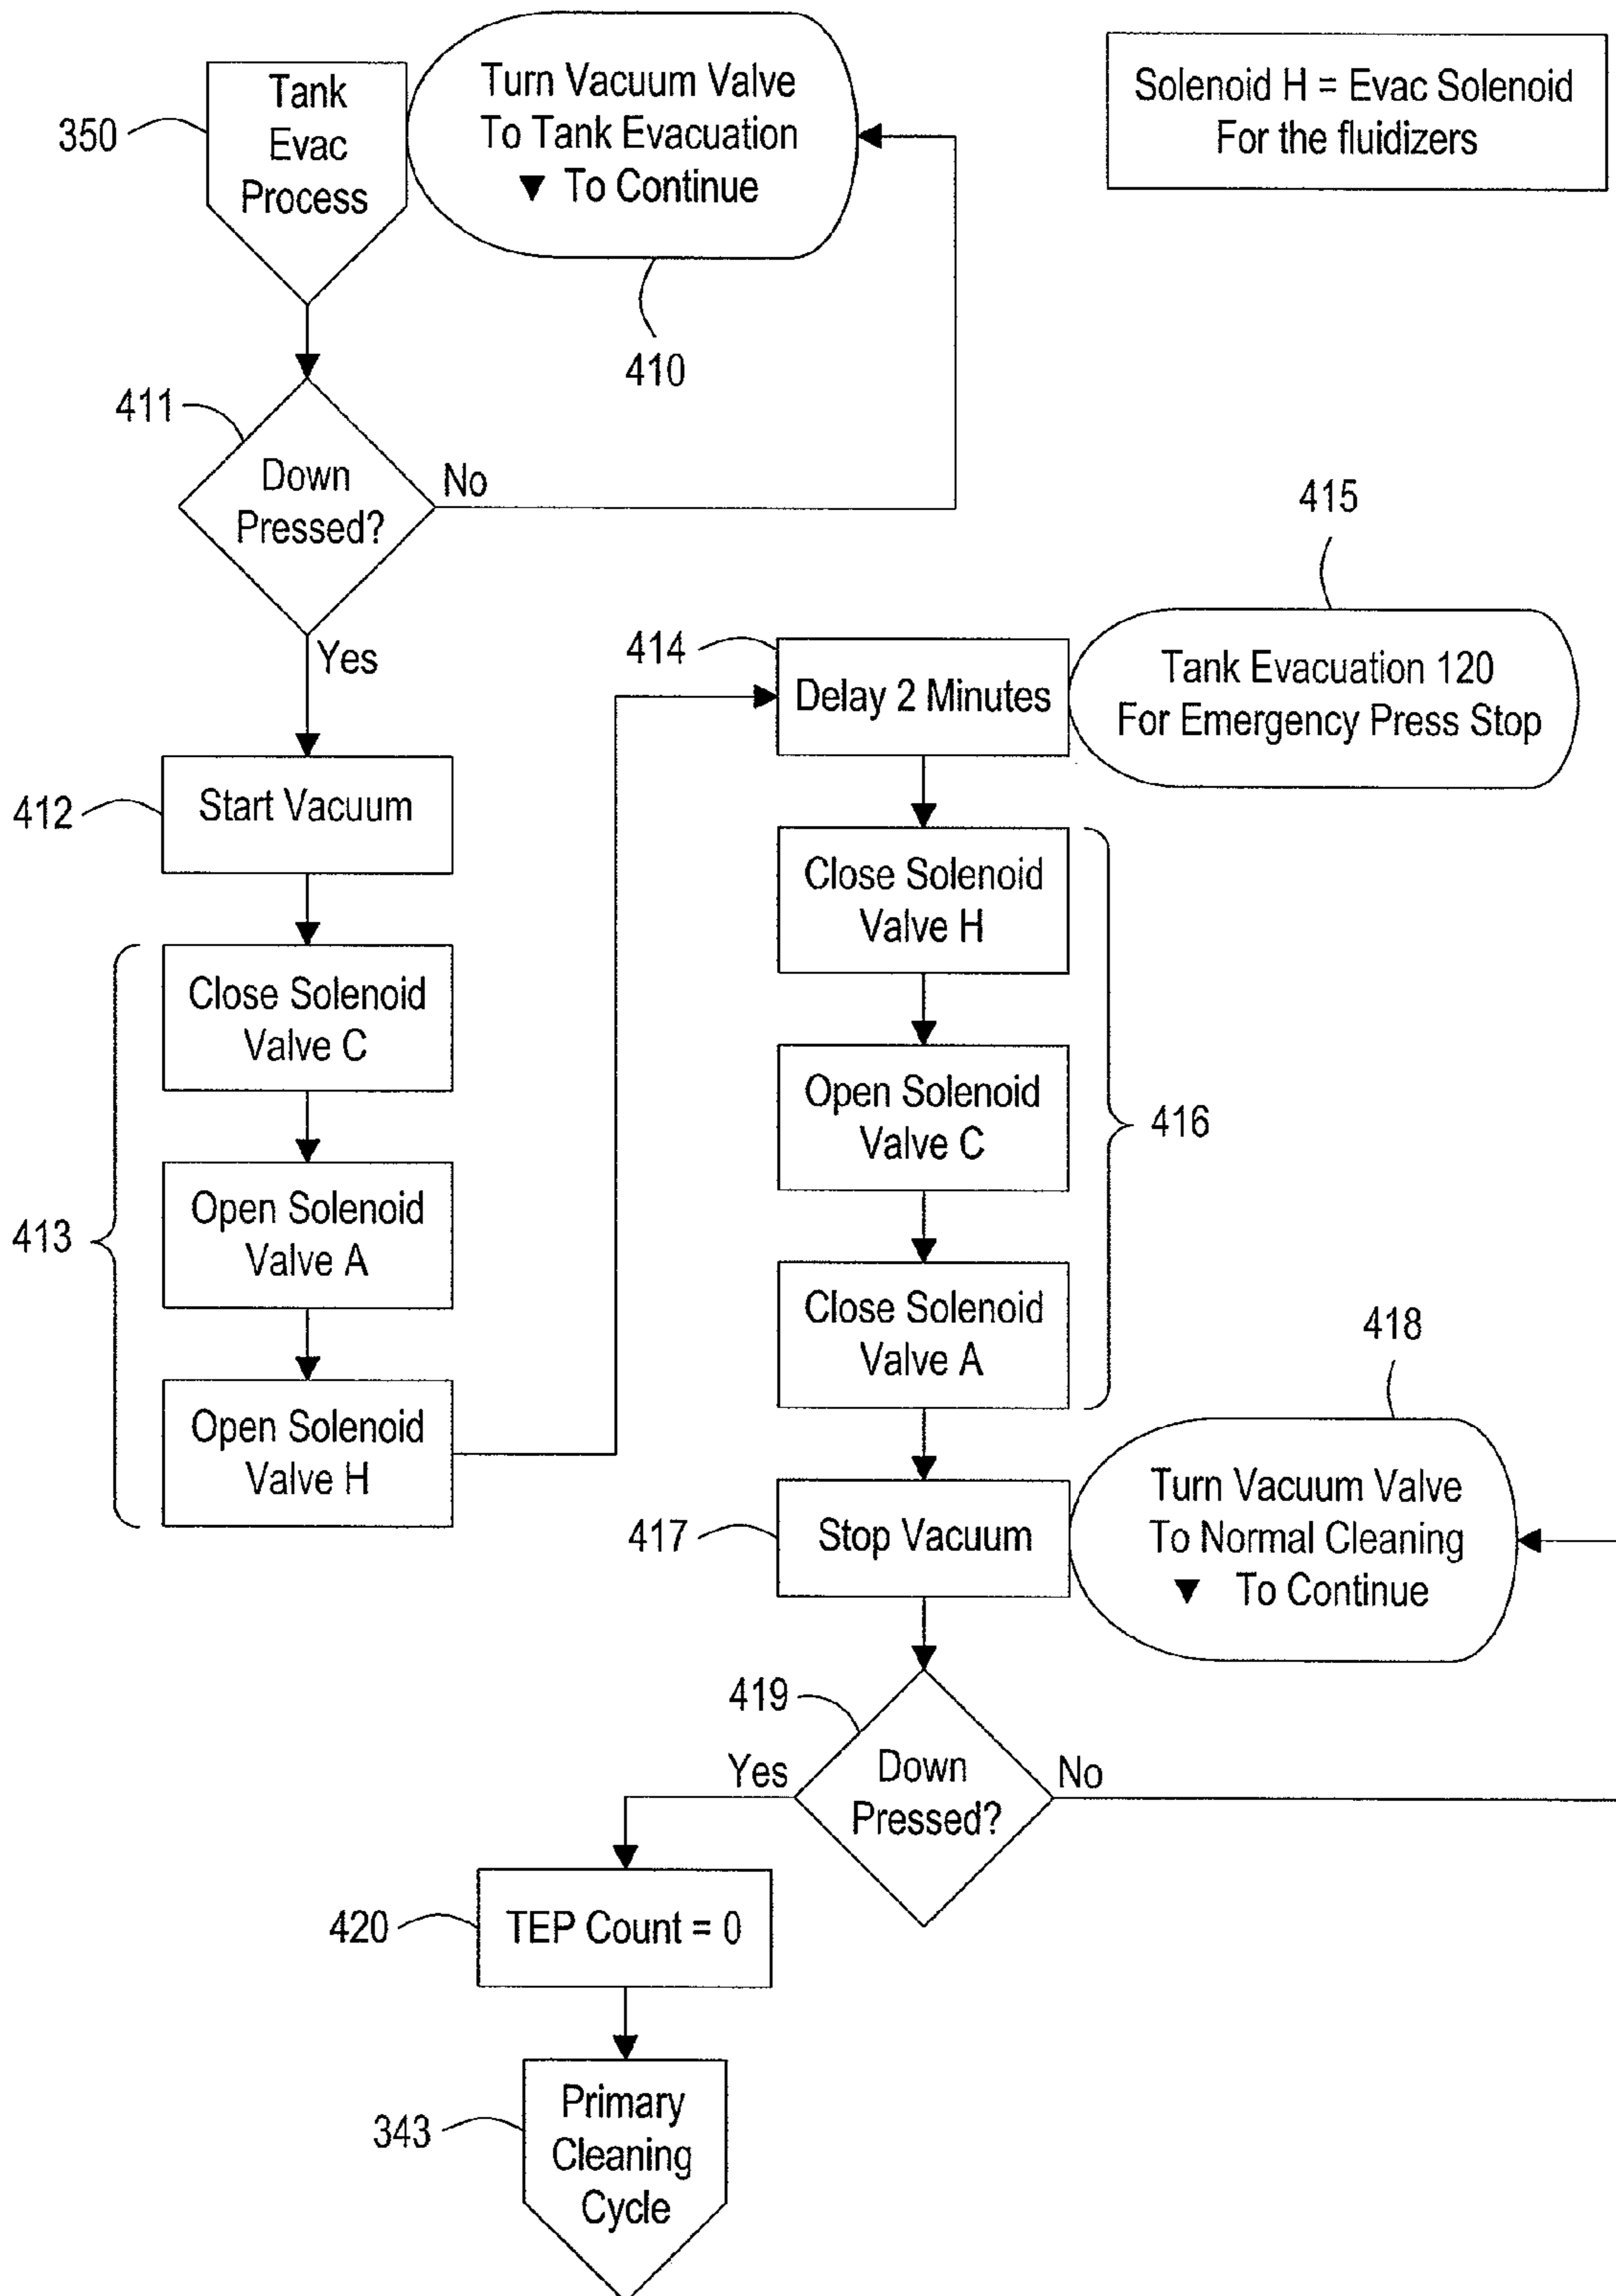 Tank
Evac
Process
350
Turn Vacuum Valve
To Tank Evacuation
▼ To Continue
410
Solenoid H = Evac Solenoid
For the fluidizers
411
Down
Pressed?
No
Yes
412
Start Vacuum
413
Close Solenoid
Valve C
Open Solenoid
Valve A
Open Solenoid
Valve H
414
Delay 2 Minutes
415
Tank Evacuation 120
For Emergency Press Stop
Close Solenoid
Valve H
Open Solenoid
Valve C
Close Solenoid
Valve A
416
417
Stop Vacuum
418
Turn Vacuum Valve
To Normal Cleaning
▼ To Continue
419
Down
Pressed?
Yes
No
420
TEP Count = 0
343
Primary
Cleaning
Cycle